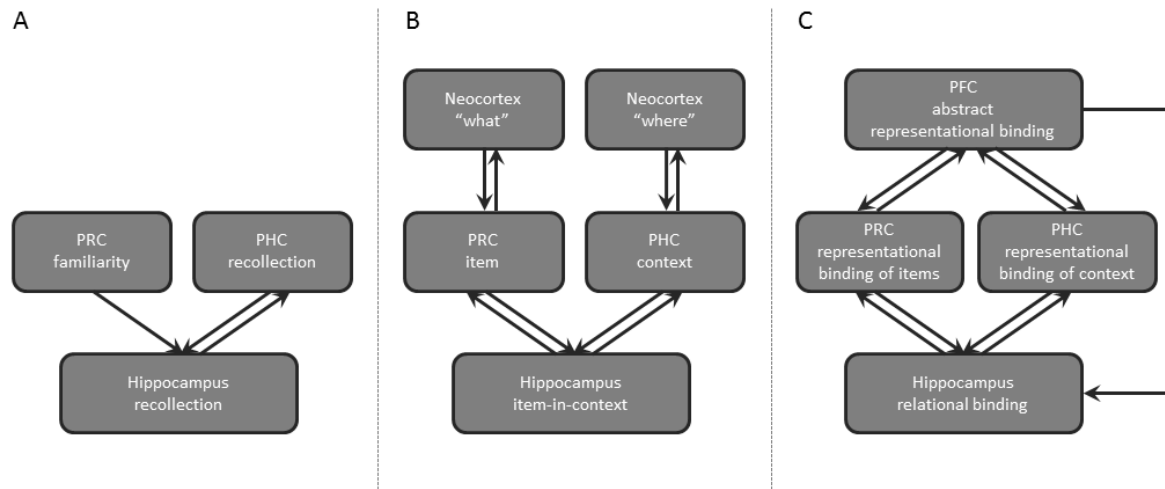 A
PRC
familiarity
PHC
recollection
Hippocampus
recollection
B
Neocortex
“what”
Neocortex
“where”
PRC
item
PHC
context
Hippocampus
item-in-context
C
PFC
abstract
representational binding
PRC
representational
binding of items
PHC
representational
binding of context
Hippocampus
relational binding